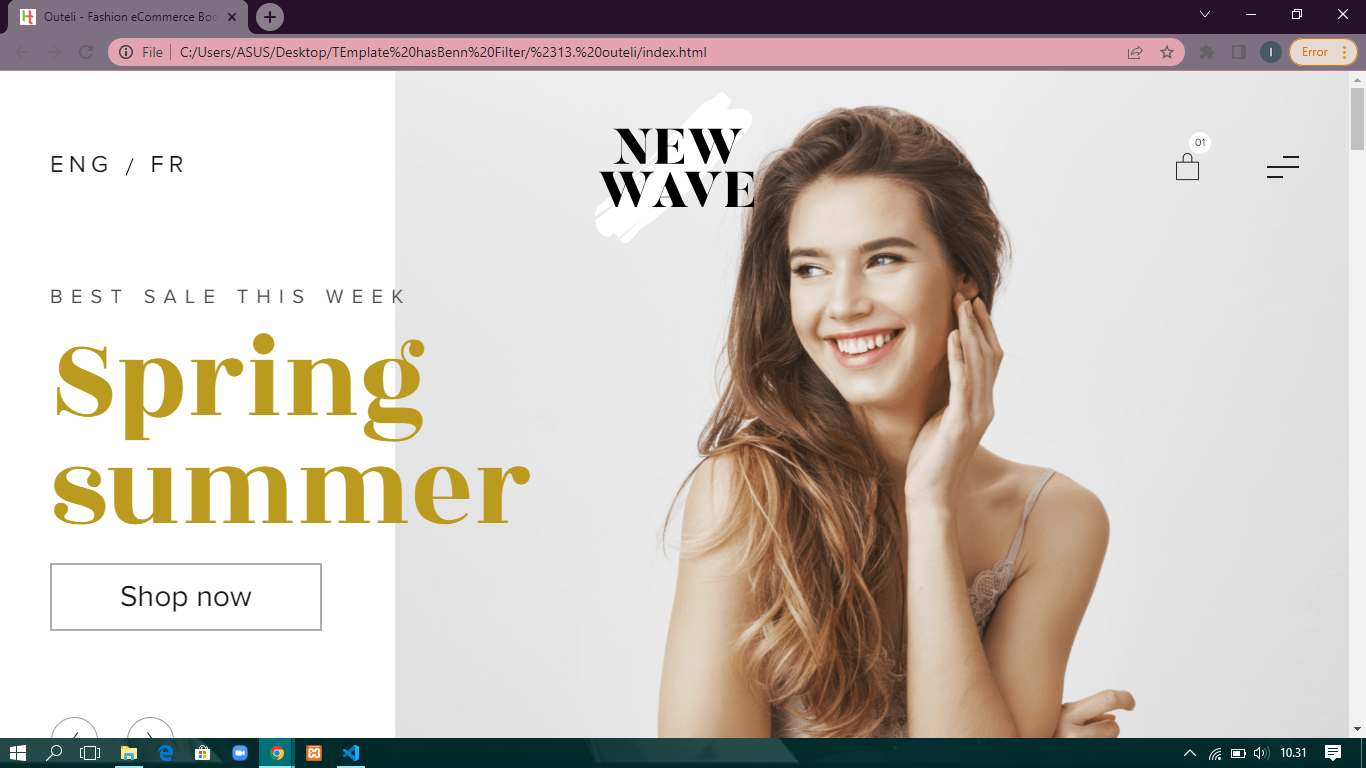 Outeli - Fashion eCommerce Boo
File
C:/Users/ASUS/Desktop/TEmplate%20hasBenn%20Filter/%2313.%20outeli/index.html
I
Error
NEW
WAVE
01
ENG / FR
BEST SALE THIS WEEK
Spring
summer
Shop now
10.31